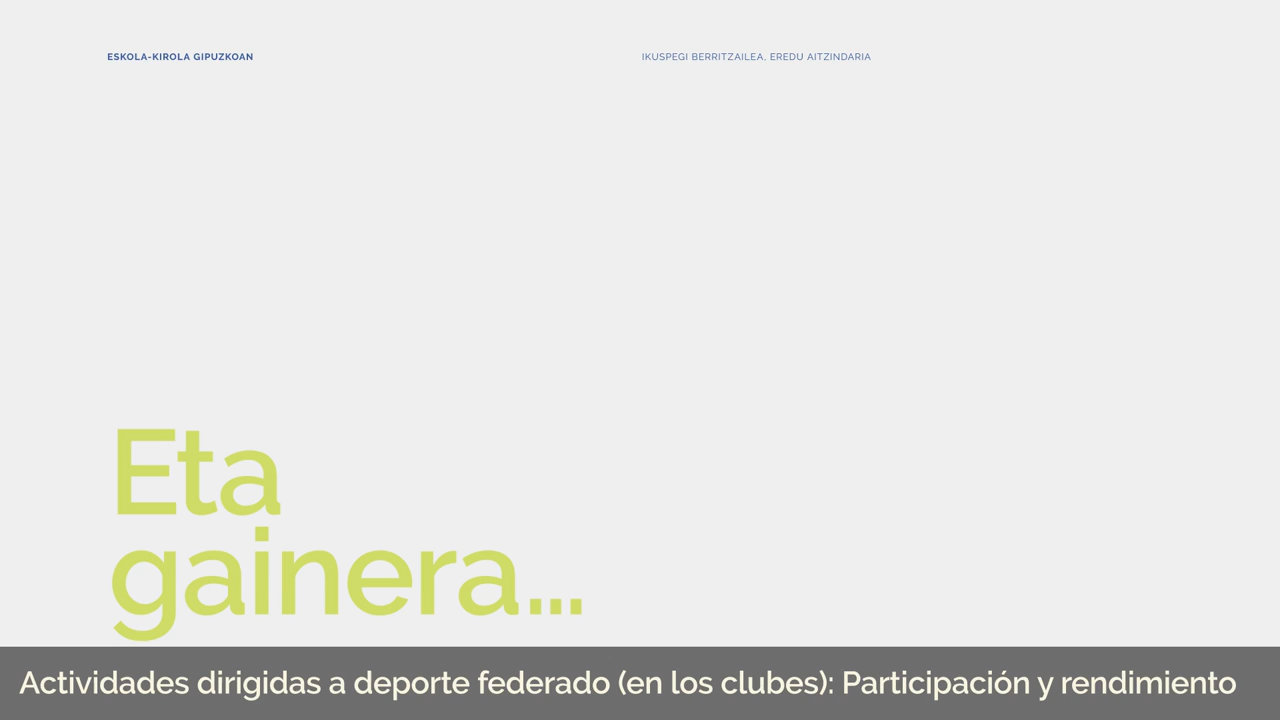 ESKOLA-KIROLA GIPUZKOAN
IKUSPEGI BERRITZAILEA, EREDU AITZINDARIA
Eta
gainera...
Actividades dirigidas a deporte federado (en los clubes): Participación y rendimiento